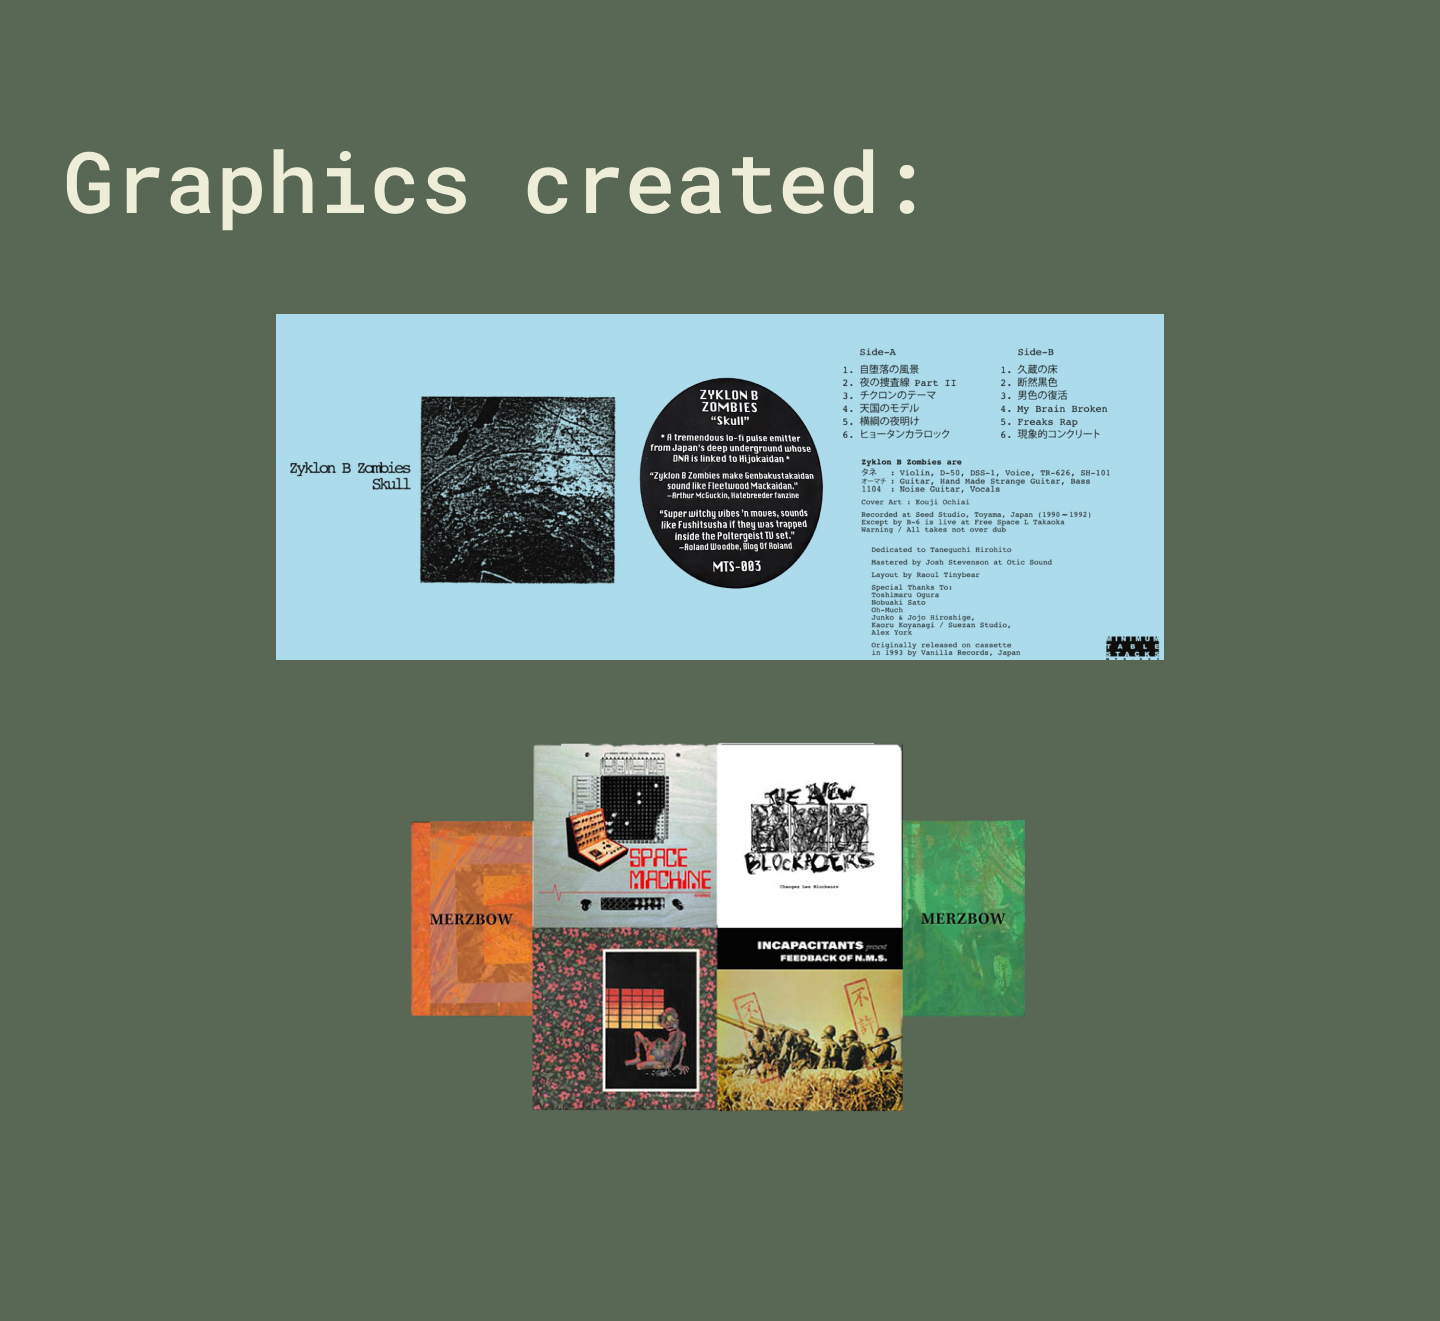 Graphics created:
Zyklon B Zombies
Skull
ZYKLON B
ZOMBIES
“Skull”
* A tremendous lo-fi pulse emitter
from Japan's deep underground whose
DNA is linked to Hijokaidan *
“Zyklon B Zombies make Genbakustakaidan
sound like Fleetwood Mackaidan.”
—Arthur McGuckin, Hatebreeder fanzine
“Super witchy vibes 'n moves, sounds
like Fushitsusha if they was trapped
inside the Poltergeist TV set.”
—Roland Woodbe, Blog Of Roland
MTS-003
Side-A
1. 自堕落の風景
2. 夜の捜査線 Part II
3. チクロンのテーマ
4. 天国のモデル
5. 横綱の夜明け
6. ヒョータンカラロック
Side-B
1. 久蔵の床
2. 断然黒色
3. 男色の復活
4. My Brain Broken
5. Freaks Rap
6. 現象的コンクリート
Zyklon B Zombies are
タネ : Violin, D-50, DSS-1, Voice, TR-626, SH-101
オーマチ : Guitar, Hand Made Strange Guitar, Bass
1104 : Noise Guitar, Vocals
Cover Art : Kouji Ochiai
Recorded at Seed Studio, Toyama, Japan (1990~1992)
Except by B-6 is live at Free Space L Takaoka
Warning / All takes not over dub
Dedicated to Taneguchi Hirohito
Mastered by Josh Stevenson at Otic Sound
Layout by Raoul Tinybear
Special Thanks To:
Toshimaru Ogura
Nobuaki Sato
Oh-Much
Junko & Jojo Hiroshige,
Kaoru Koyanagi / Suezan Studio,
Alex York
Originally released on cassette
in 1993 by Vanilla Records, Japan
MINIMUM
TABLE
STACKS
SPACE
MACHINE
THE NEW
BLOCKADERS
Changez Les Blockeurs
MERZBOW
MERZBOW
INCAPACITANTS present
FEEDBACK OF N.M.S.
不
不許